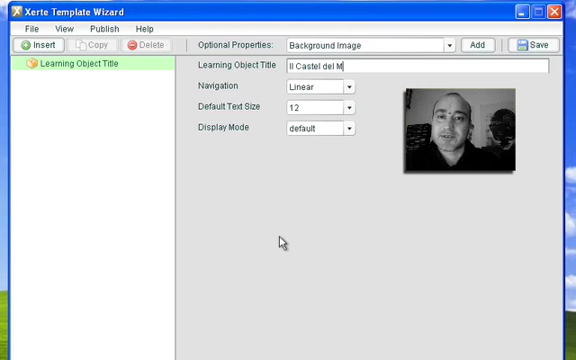 Xerte Template Wizard
File View Publish Help
Insert Copy Delete Optional Properties: Background Image Add Save
Learning Object Title
Learning Object Title Il Castel del M
Navigation Linear
Default Text Size 12
Display Mode default